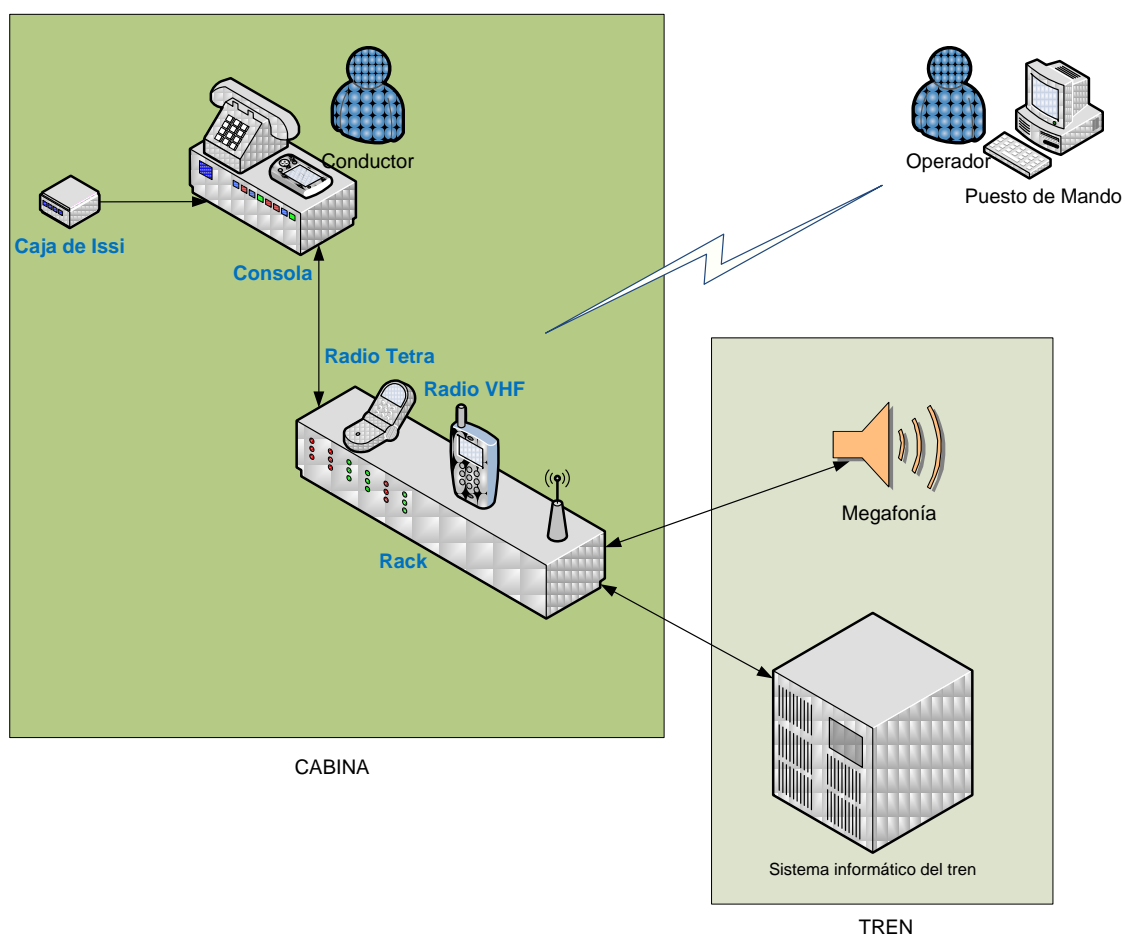 Conductor
Operador
Puesto de Mando
Caja de Issi
Consola
Radio Tetra
Radio VHF
Megafonía
Rack
CABINA
Sistema informático del tren
TREN